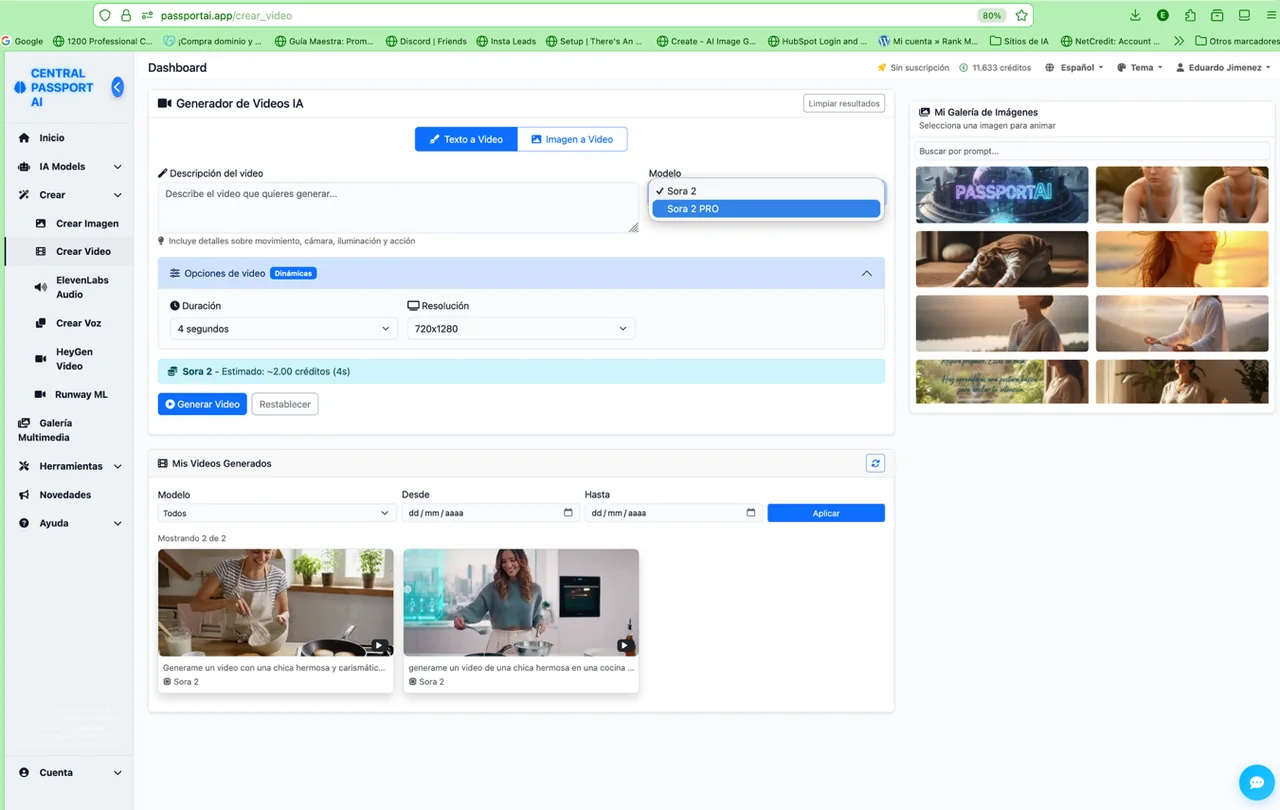 passportai.app/crear_video
80%
Google
1200 Professional C...
¡Compra dominio y ...
Guía Maestra: Prom...
Discord | Friends
Insta Leads
Setup | There's An ...
Create - AI Image G...
HubSpot Login and ...
Mi cuenta » Rank M...
Sitios de IA
NetCredit: Account ...
Otros marcadores
CENTRAL
PASSPORT
AI
Dashboard
Sin suscripción
11.633 créditos
Español
Tema
Eduardo Jimenez
Inicio
IA Models
Crear
Crear Imagen
Crear Video
ElevenLabs
Audio
Crear Voz
HeyGen
Video
Runway ML
Galería
Multimedia
Herramientas
Novedades
Ayuda
Cuenta
Generador de Videos IA
Limpiar resultados
Texto a Video
Imagen a Video
Descripción del video
Describe el video que quieres generar...
Incluye detalles sobre movimiento, cámara, iluminación y acción
Modelo
✓ Sora 2
Sora 2 PRO
Opciones de video Dinámicas
Duración
4 segundos
Resolución
720x1280
Sora 2 - Estimado: ~2.00 créditos (4s)
Generar Video
Restablecer
Mis Videos Generados
Modelo
Todos
Desde
dd/mm/aaaa
Hasta
dd/mm/aaaa
Aplicar
Mostrando 2 de 2
Generame un video con una chica hermosa y carismátic...
Sora 2
generame un video de una chica hermosa en una cocina ...
Sora 2
Mi Galería de Imágenes
Selecciona una imagen para animar
Buscar por prompt...
PASSPORTAI